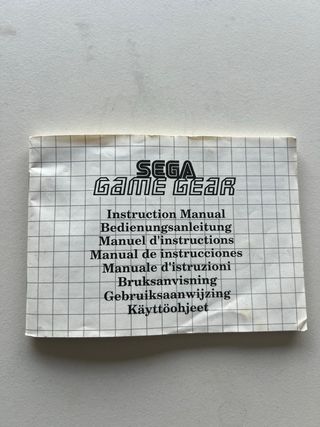 SEGA
GAME GEAR
Instruction Manual
Bedienungsanleitung
Manuel d'instructions
Manual de instrucciones
Manuale d'istruzioni
Bruksanvisning
Gebruiksaanwijzing
Käyttöohjeet